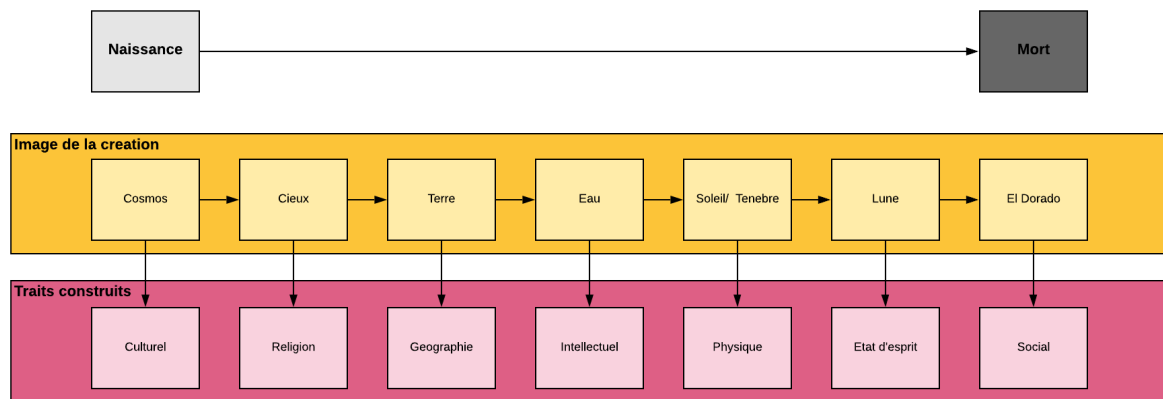 Naissance
Mort
Image de la creation
Cosmos
Cieux
Terre
Eau
Soleil/ Tenebre
Lune
El Dorado
Traits construits
Culturel
Religion
Geographie
Intellectuel
Physique
Etat d'esprit
Social